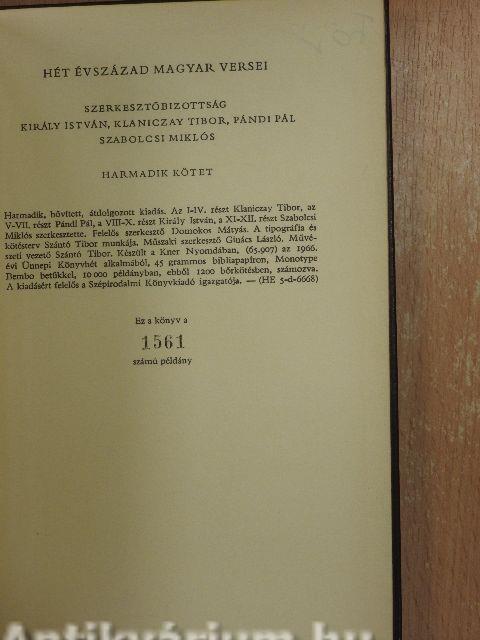 HÉT ÉVSZÁZAD MAGYAR VERSEI
SZERKESZTŐBIZOTTSÁG
KIRÁLY ISTVÁN, KLANICZAY TIBOR, PÁNDI PÁL
SZABOLCSI MIKLÓS
HARMADIK KÖTET
Harmadik, bővített, átdolgozott kiadás. Az I-IV. részt Klaniczay Tibor, az
V-VII. részt Pándi Pál, a VIII-X. részt Király István, a XI-XII. részt Szabolcsi
Miklós szerkesztette. Felelős szerkesztő Domokos Mátyás. A tipográfia és
kötésterv Szántó Tibor munkája. Műszaki szerkesztő Ginács László. Művé-
szeti vezető Szántó Tibor. Készült a Kner Nyomdában, (65.907) az 1966.
évi Ünnepi Könyvhét alkalmából, 45 grammos bibliapapíron, Monotype
Bembo betűkkel, 10 000 példányban, ebből 1200 bőrkötésben, számozva.
A kiadásért felelős a Szépirodalmi Könyvkiadó igazgatója. — (HE 5-d-6668)
Ez a könyv a
1561
számú példány
Antikvárium.hu